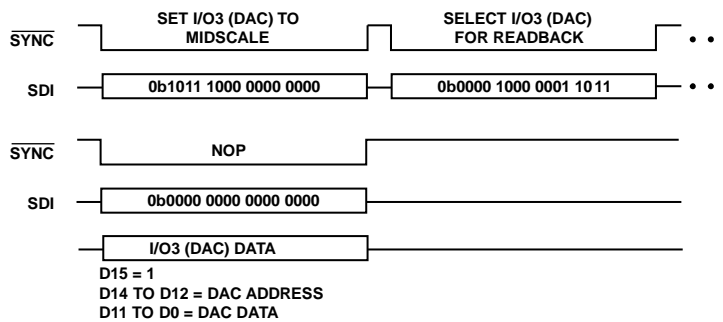 SET I/O3 (DAC) TO
MIDSCALE
SELECT I/O3 (DAC)
FOR READBACK
SYNC
SDI
0b1011 1000 0000 0000
0b0000 1000 0001 1011
SYNC
NOP
SDI
0b0000 0000 0000 0000
I/O3 (DAC) DATA
D15 = 1
D14 TO D12 = DAC ADDRESS
D11 TO D0 = DAC DATA